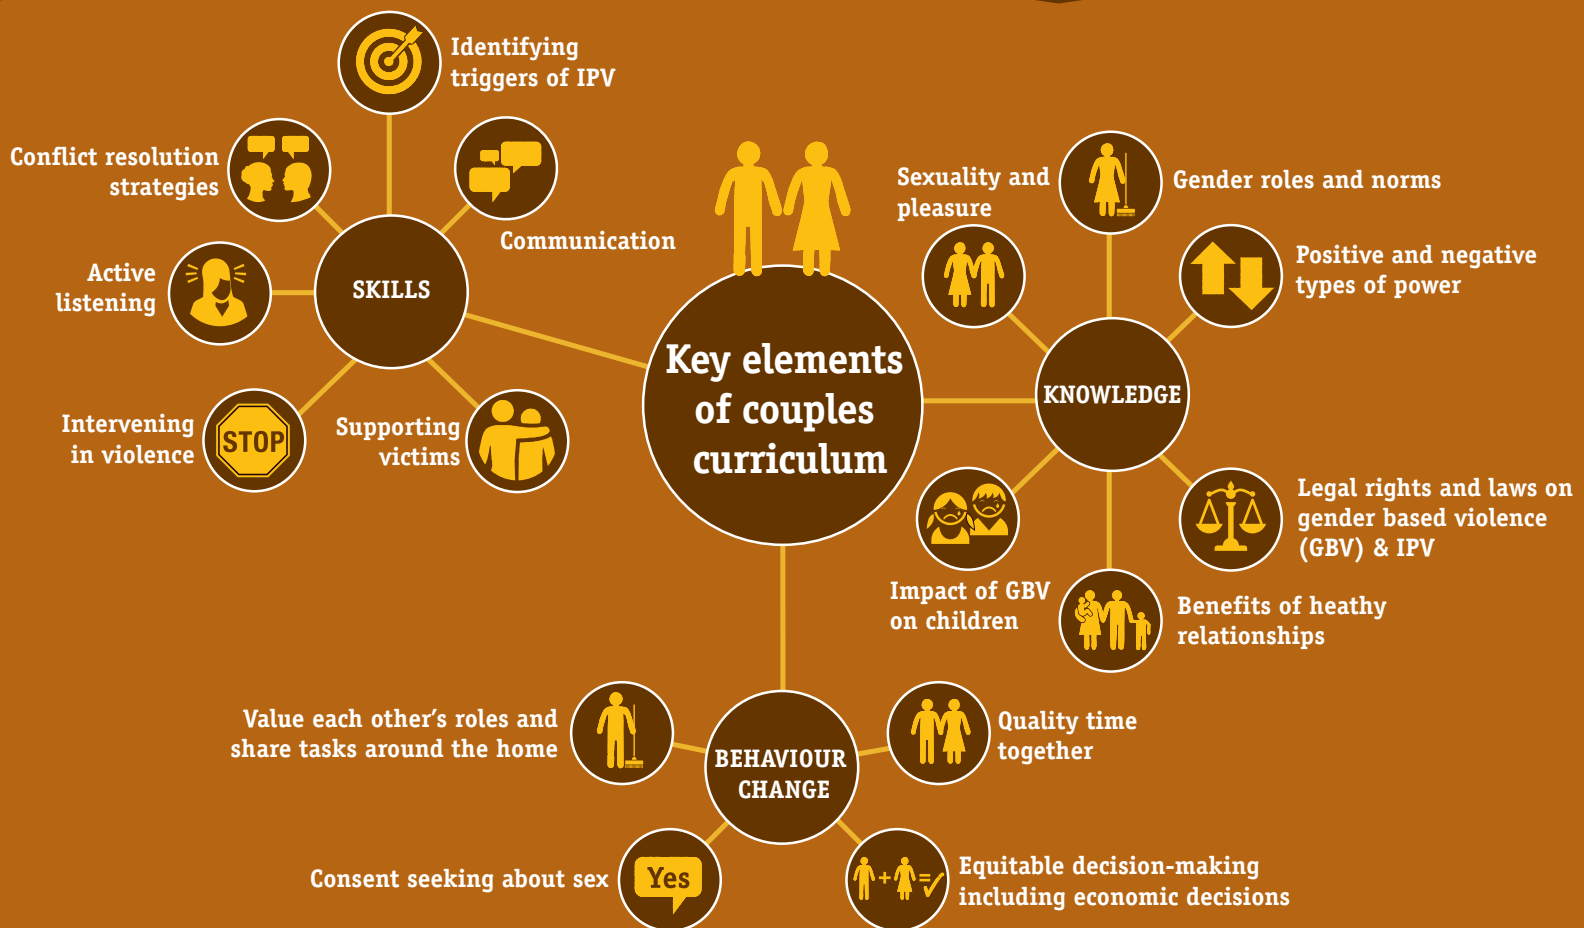 Key elements
of couples
curriculum
SKILLS
Identifying
triggers of IPV
Communication
Conflict resolution
strategies
Active
listening
Intervening
in violence
STOP
Supporting
victims
KNOWLEDGE
Sexuality and
pleasure
Gender roles and norms
Positive and negative
types of power
Legal rights and laws on
gender based violence
(GBV) & IPV
Benefits of heathy
relationships
Impact of GBV
on children
BEHAVIOUR
CHANGE
Value each other’s roles and
share tasks around the home
Quality time
together
Consent seeking about sex
Yes
Equitable decision-making
including economic decisions